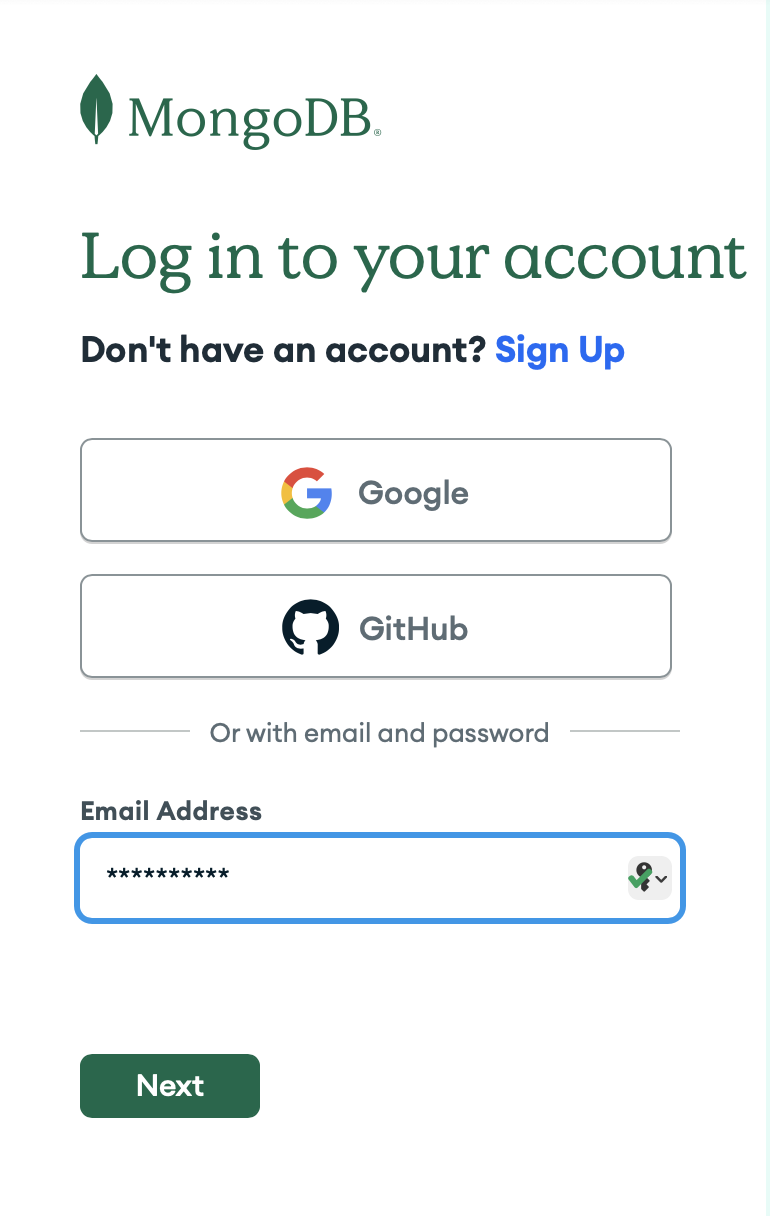 MongoDB®
Log in to your account
Don't have an account? Sign Up
Google
GitHub
Or with email and password
Email Address
**********
Next